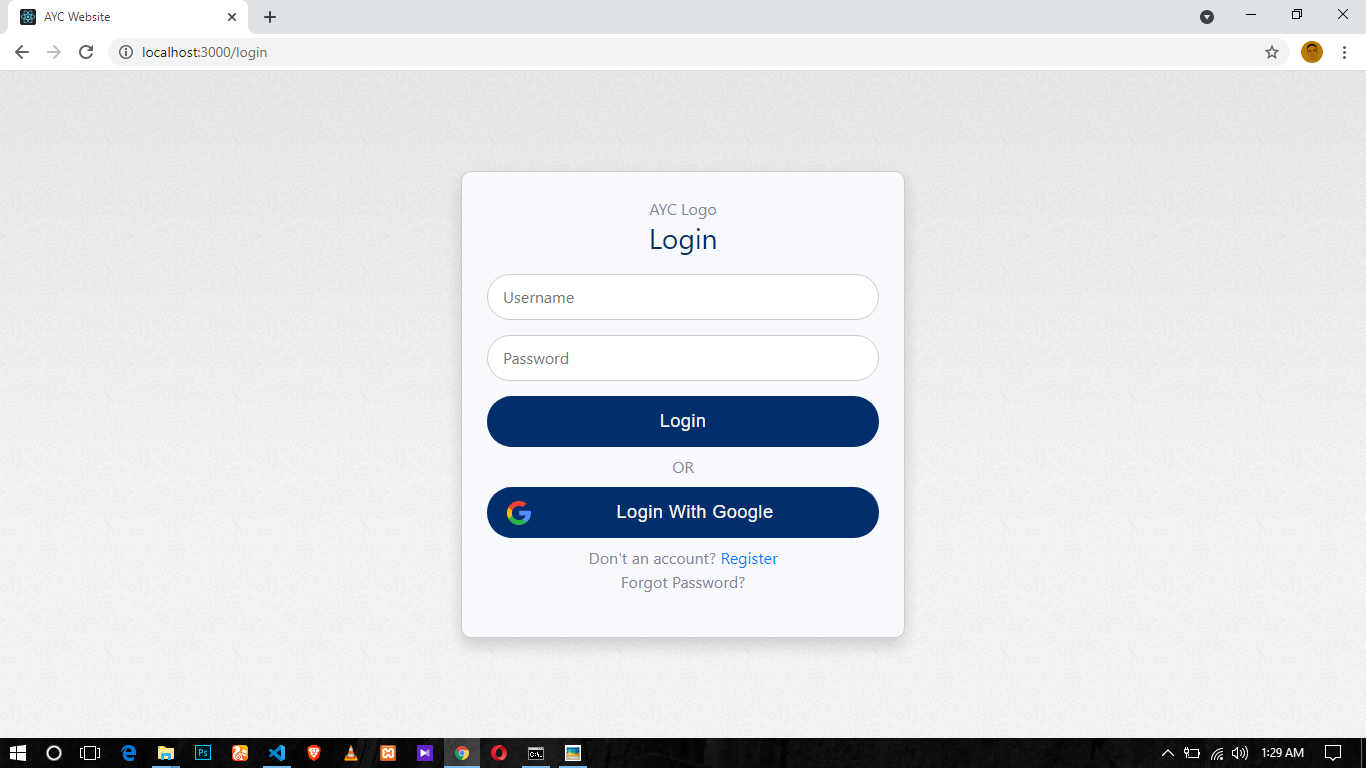 AYC Website
localhost:3000/login
AYC Logo
Login
Username
Password
Login
OR
Login With Google
Don't an account? Register
Forgot Password?
Ps
C:\.
1:29 AM